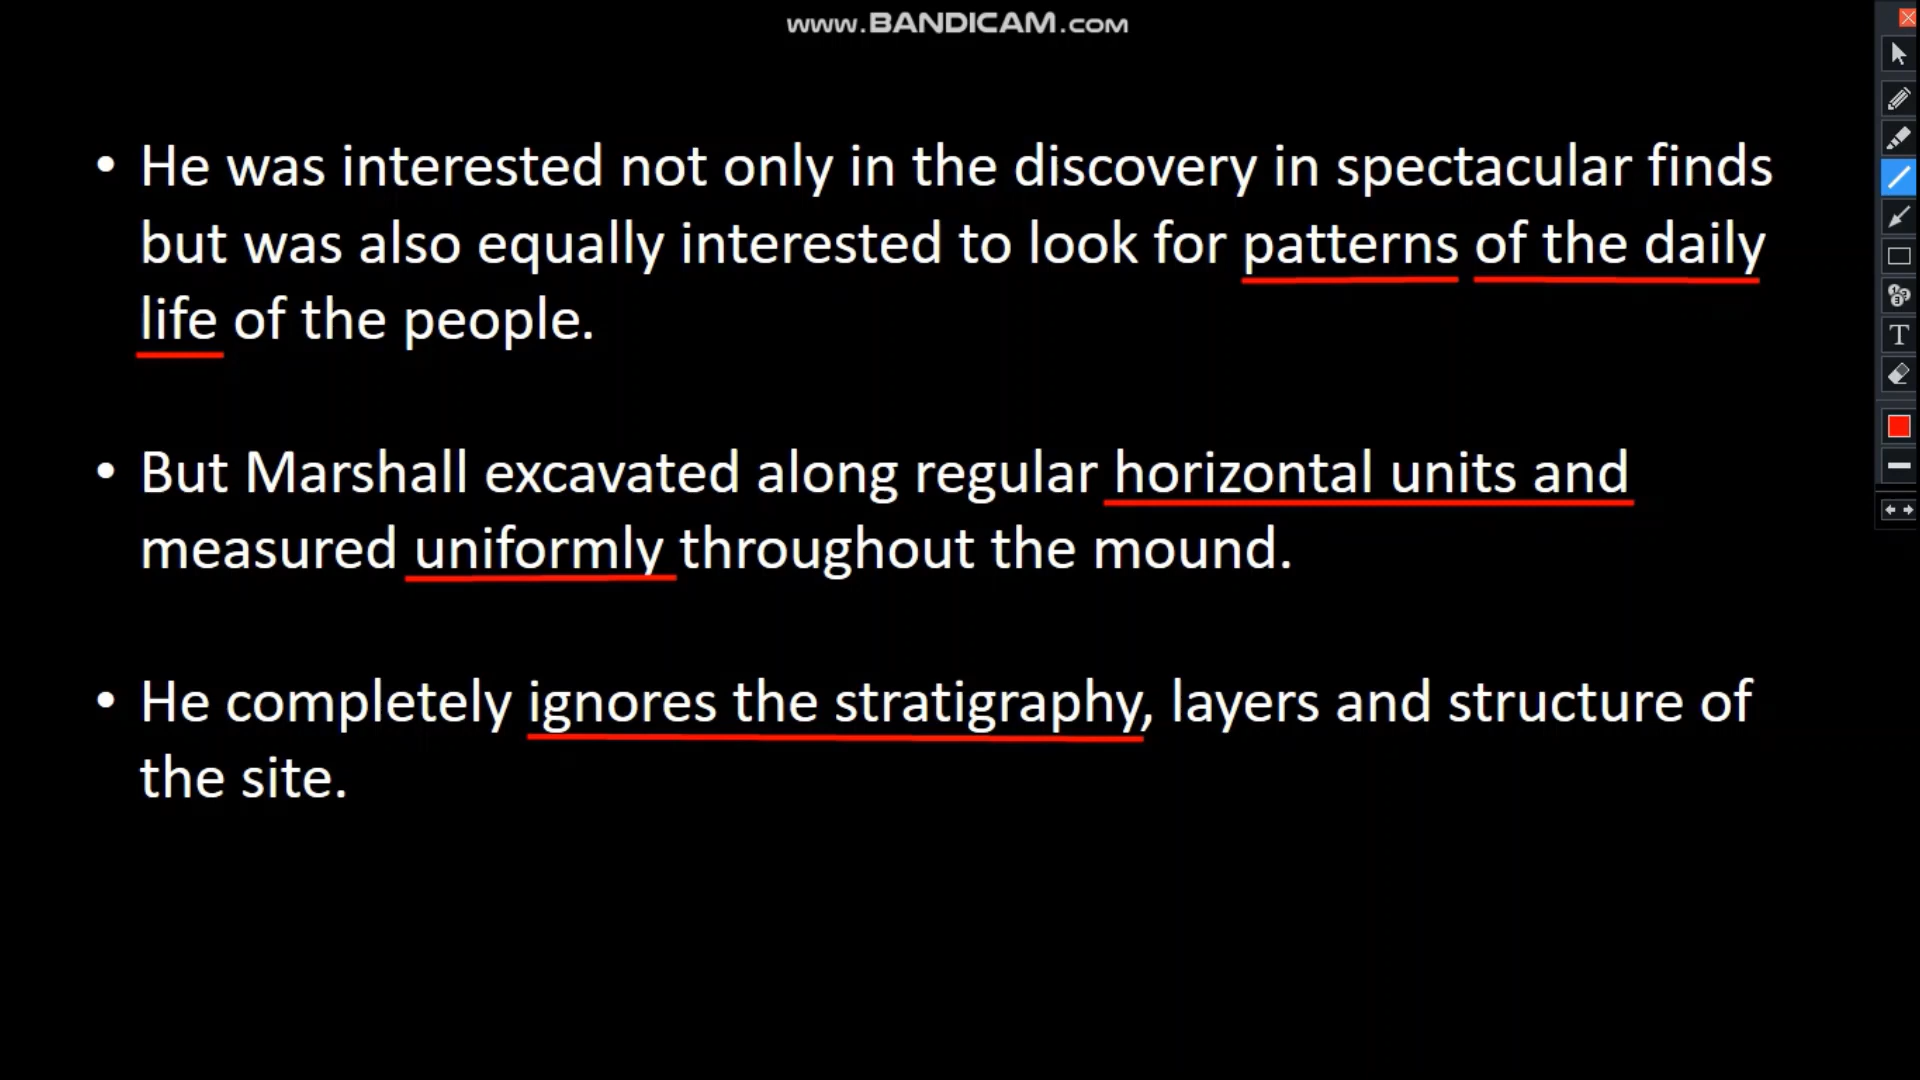 www.BANDICAM.com
• He was interested not only in the discovery in spectacular finds
but was also equally interested to look for patterns of the daily
life of the people.
• But Marshall excavated along regular horizontal units and
measured uniformly throughout the mound.
• He completely ignores the stratigraphy, layers and structure of
the site.
T